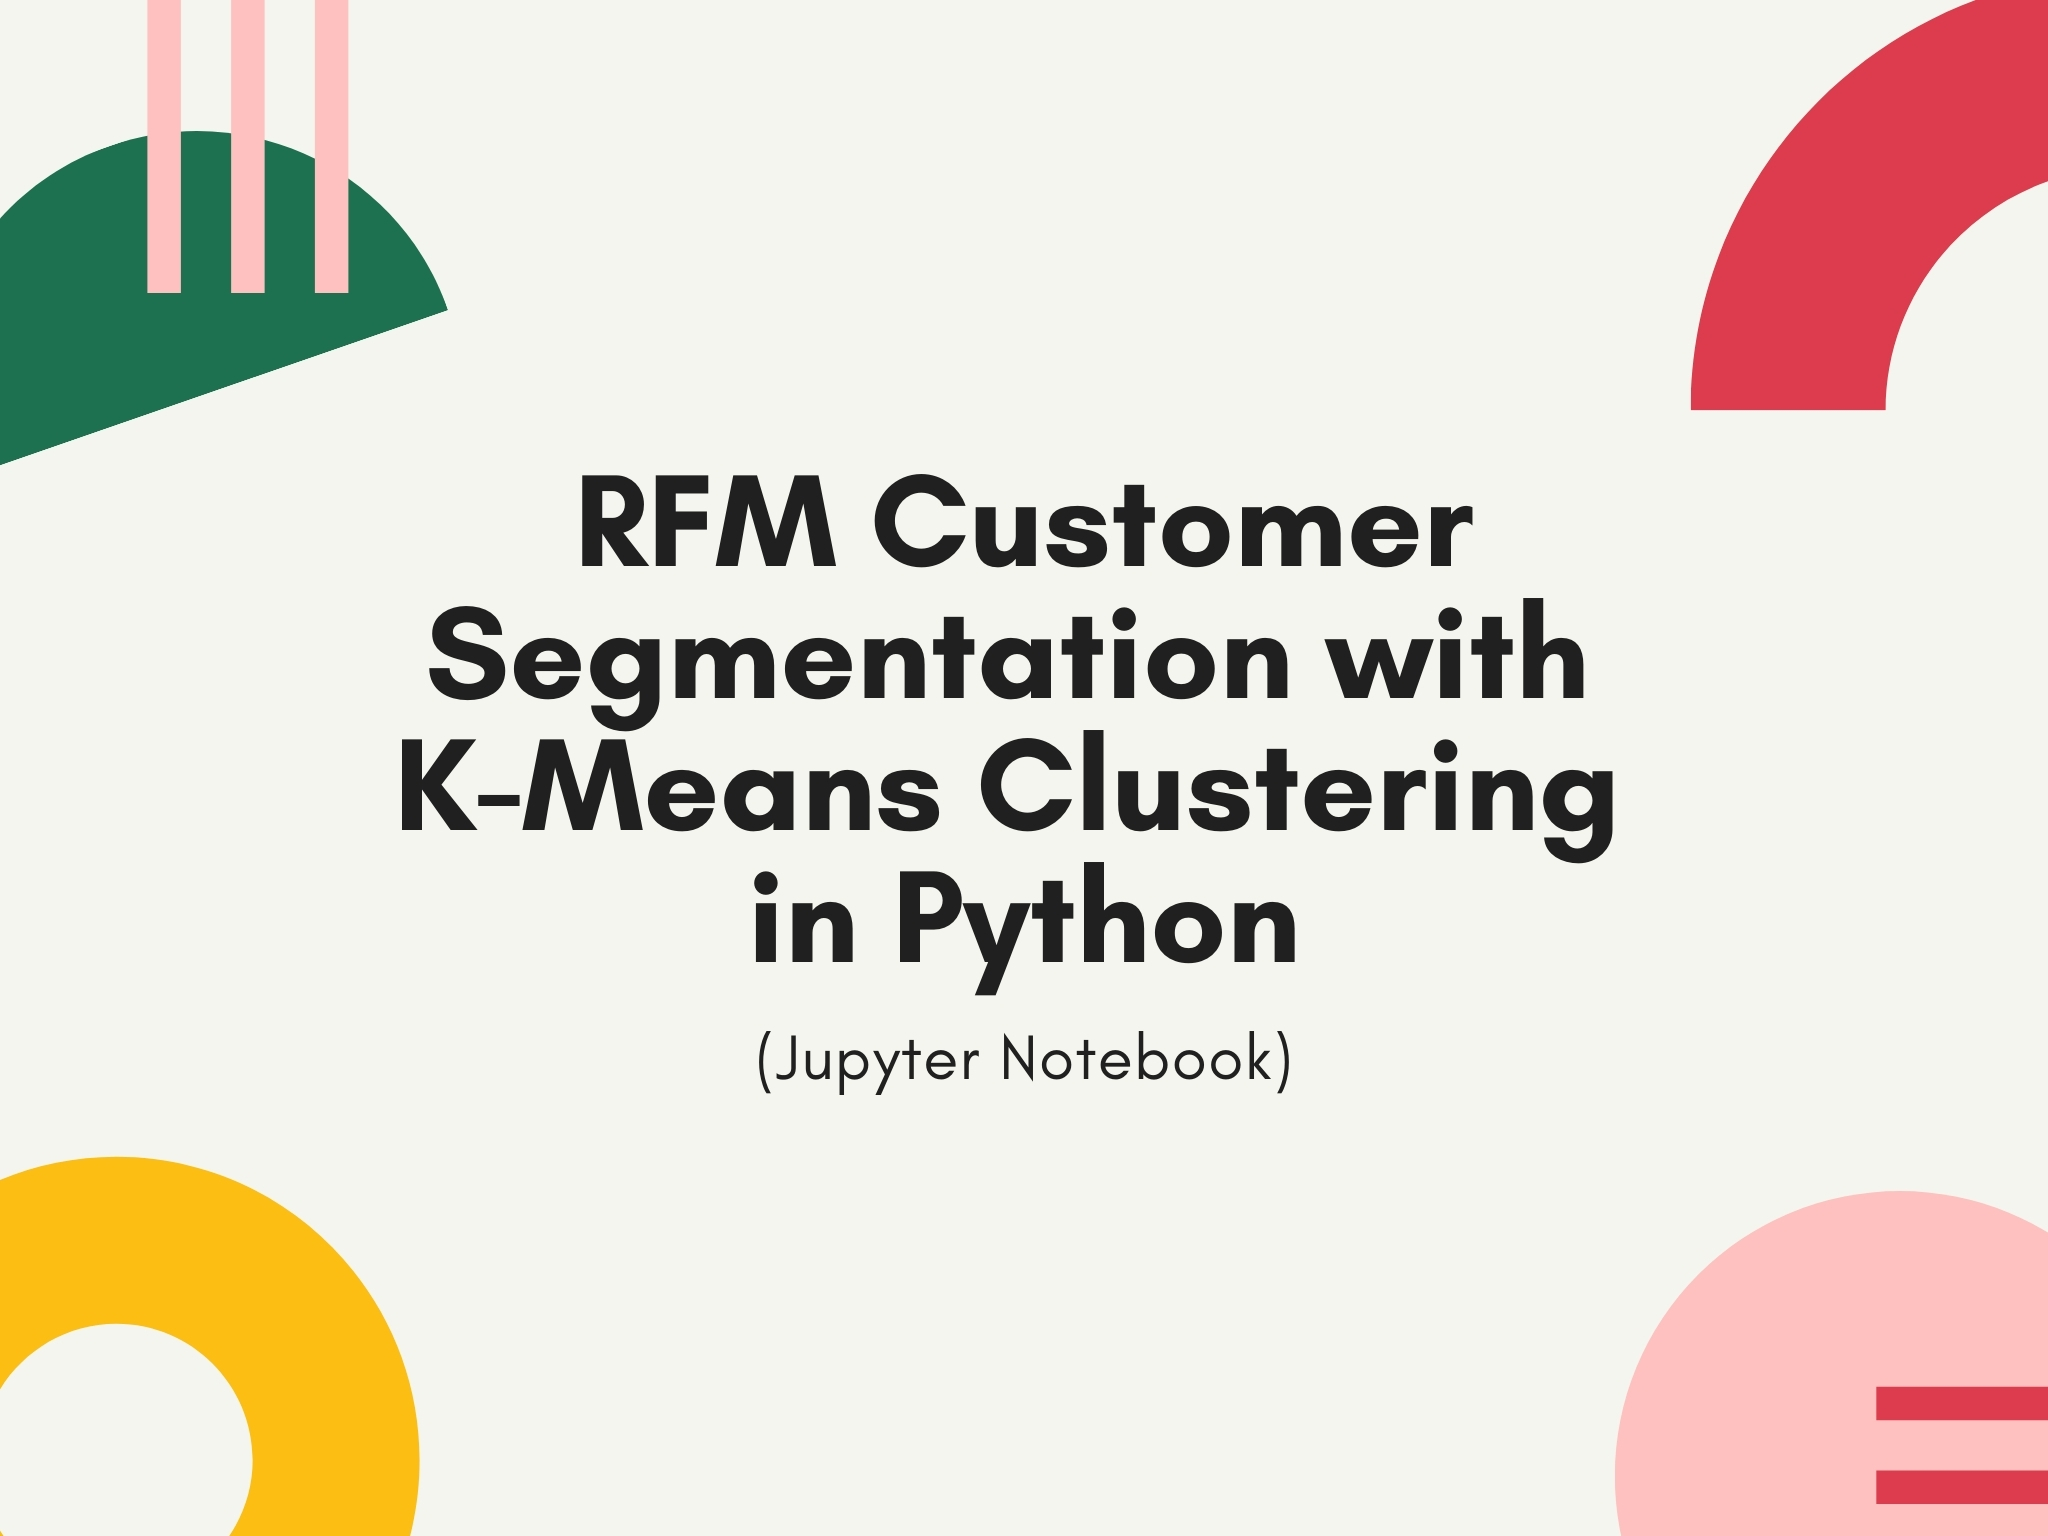 RFM Customer
Segmentation with
K-Means Clustering
in Python
(Jupyter Notebook)